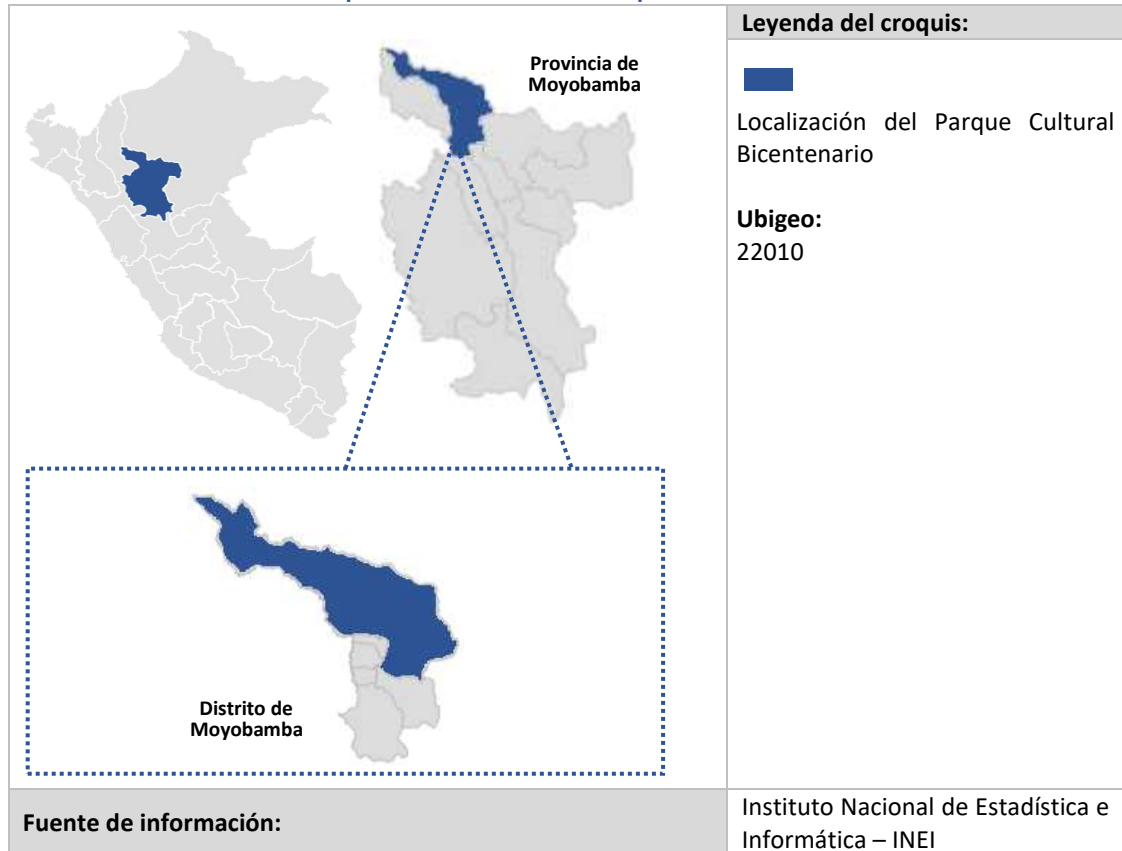 Leyenda del croquis:
Provincia de
Moyobamba
Localización del Parque Cultural
Bicentenario
Ubigeo:
22010
Distrito de
Moyobamba
Fuente de información:
Instituto Nacional de Estadística e
Informática – INEI